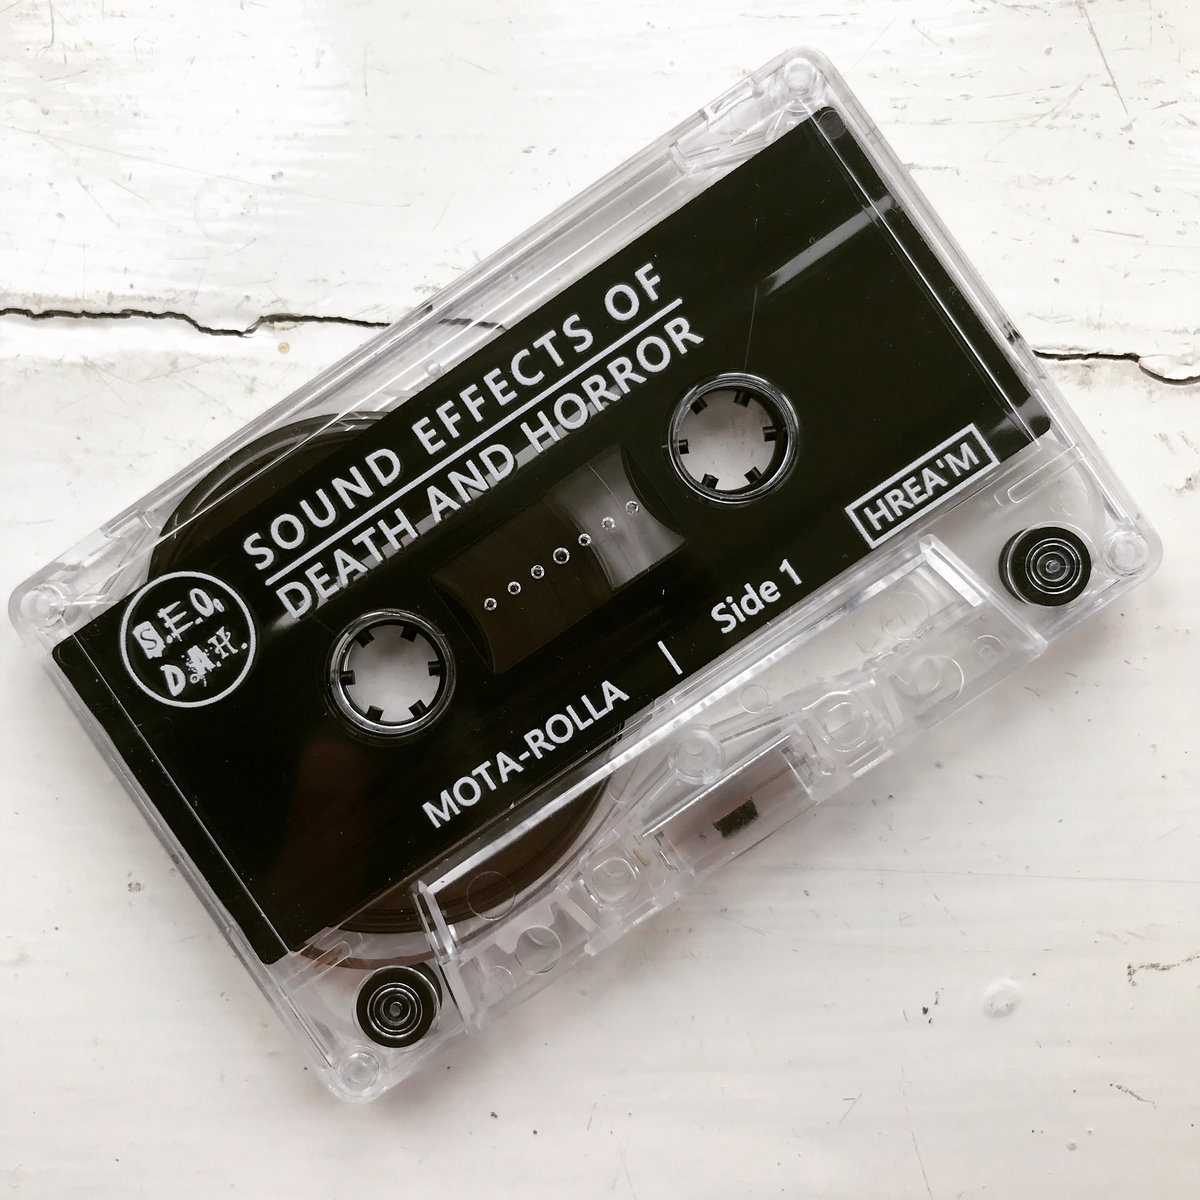 SOUND EFFECTS OF
DEATH AND HORROR
S.E.O.
D.A.H.
HREA'M
MOTA-ROLLA | Side 1